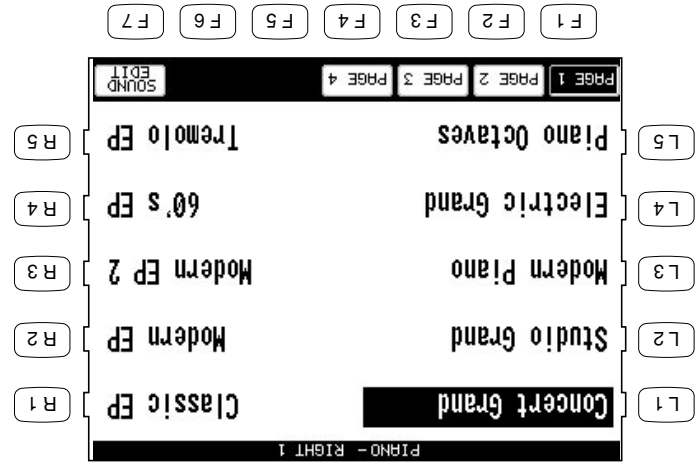 PIANO - RIGHT 1
L1 Concert Grand Classic EP R1
L2 Studio Grand Modern EP R2
L3 Modern Piano Modern EP 2 R3
L4 Electric Grand 60's EP R4
L5 Piano Octaves Tremolo EP R5
PAGE 1 PAGE 2 PAGE 3 PAGE 4 SOUND EDIT
F1 F2 F3 F4 F5 F6 F7